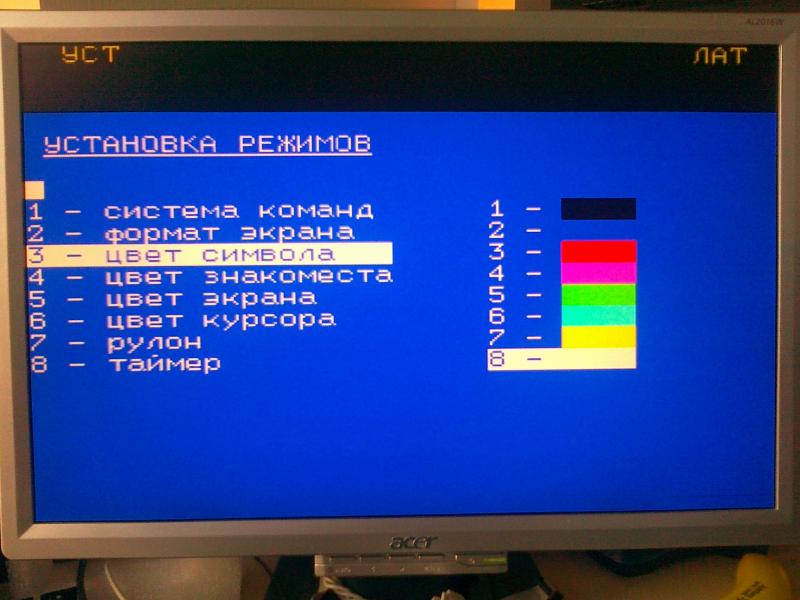 AL2016W
УСТ ЛАТ
УСТАНОВКА РЕЖИМОВ
1 - система команд
2 - формат экрана
3 - цвет символа
4 - цвет знакоместа
5 - цвет экрана
6 - цвет курсора
7 - рулон
8 - таймер
1 -
2 -
3 -
4 -
5 -
6 -
7 -
8 -
acer